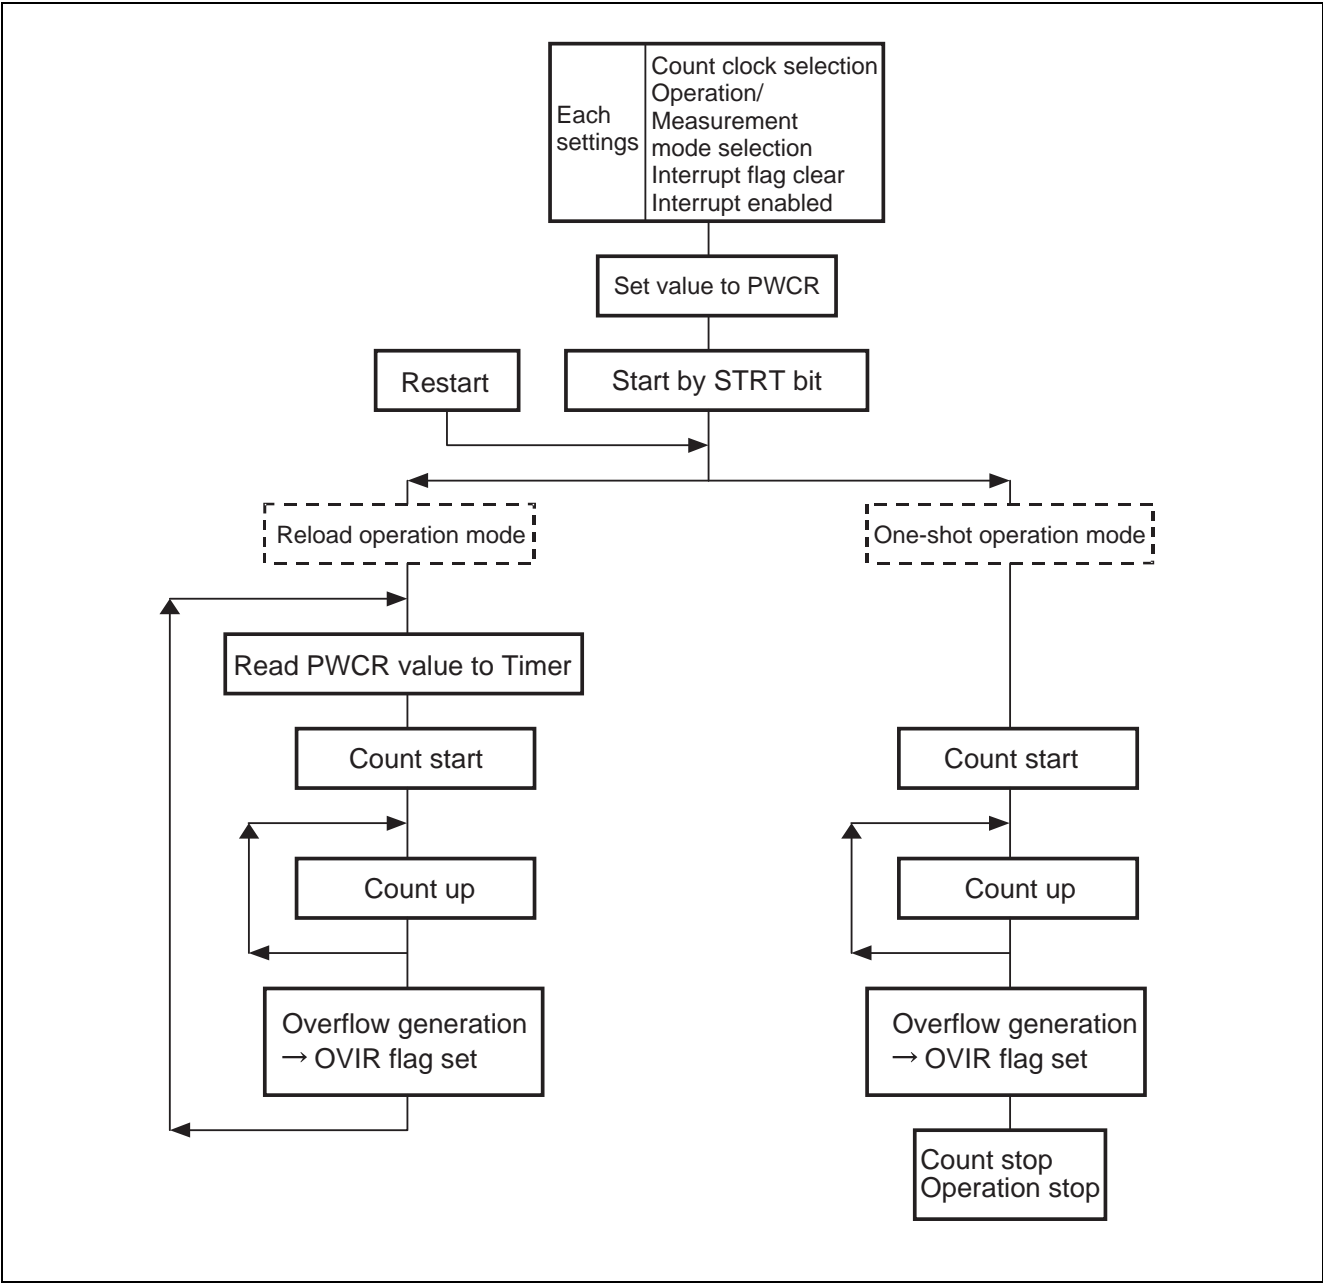 Each
settings
Count clock selection
Operation/
Measurement
mode selection
Interrupt flag clear
Interrupt enabled
Set value to PWCR
Restart
Start by STRT bit
Reload operation mode
One-shot operation mode
Read PWCR value to Timer
Count start
Count start
Count up
Count up
Overflow generation
→ OVIR flag set
Overflow generation
→ OVIR flag set
Count stop
Operation stop